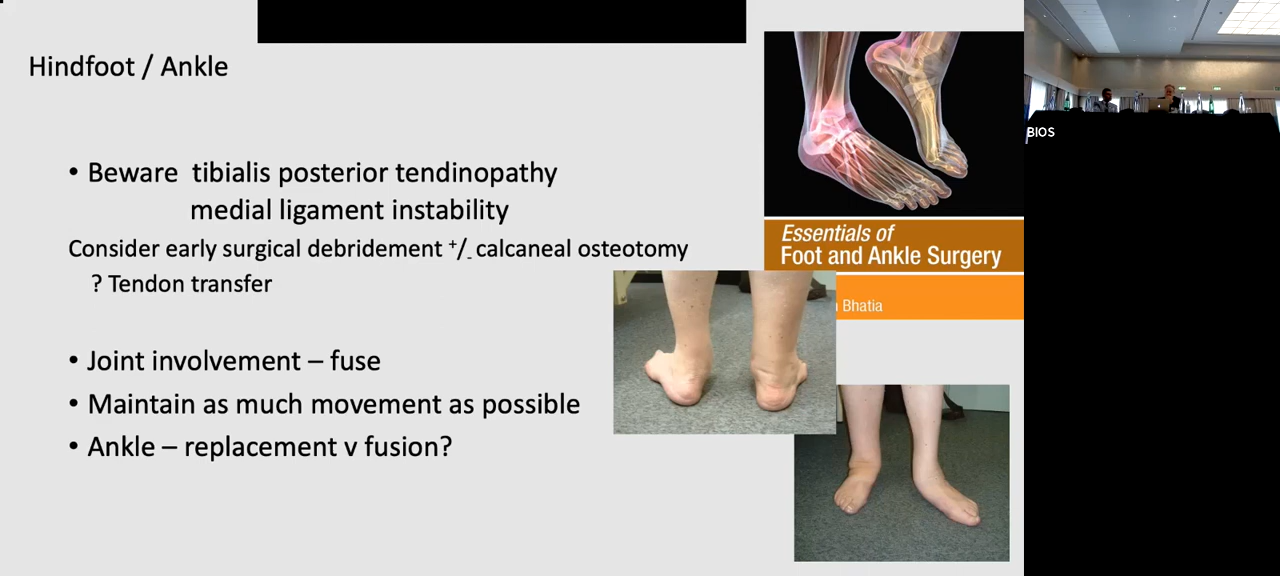 Hindfoot / Ankle
• Beware tibialis posterior tendinopathy
medial ligament instability
Consider early surgical debridement +/- calcaneal osteotomy
? Tendon transfer
• Joint involvement – fuse
• Maintain as much movement as possible
• Ankle – replacement v fusion?
Essentials of
Foot and Ankle Surgery
Bhatia
BIOS